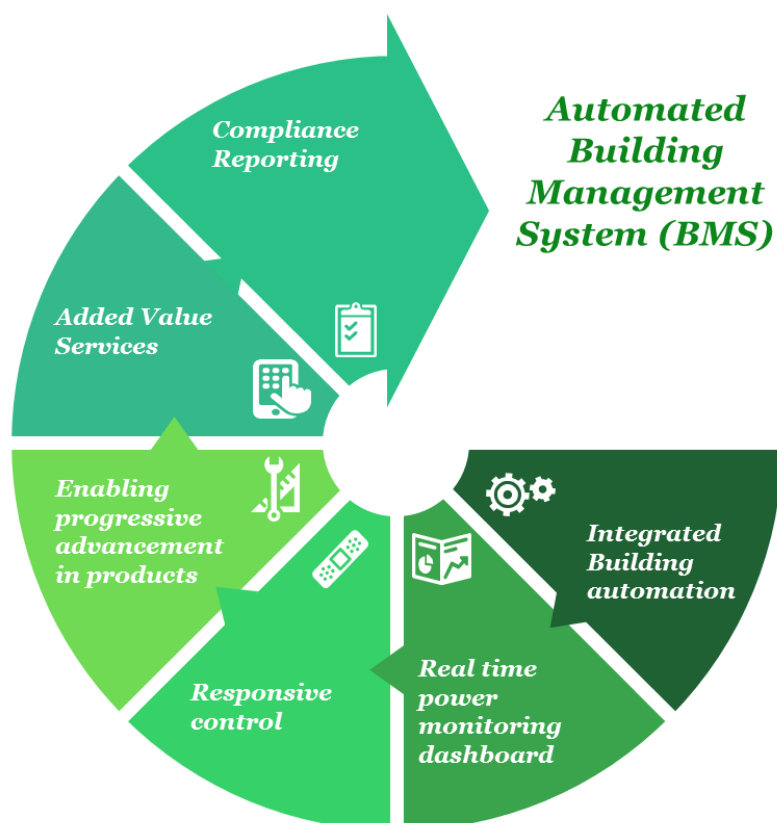 Automated
Building
Management
System (BMS)
Compliance
Reporting
Added Value
Services
Enabling
progressive
advancement
in products
Responsive
control
Real time
power
monitoring
dashboard
Integrated
Building
automation